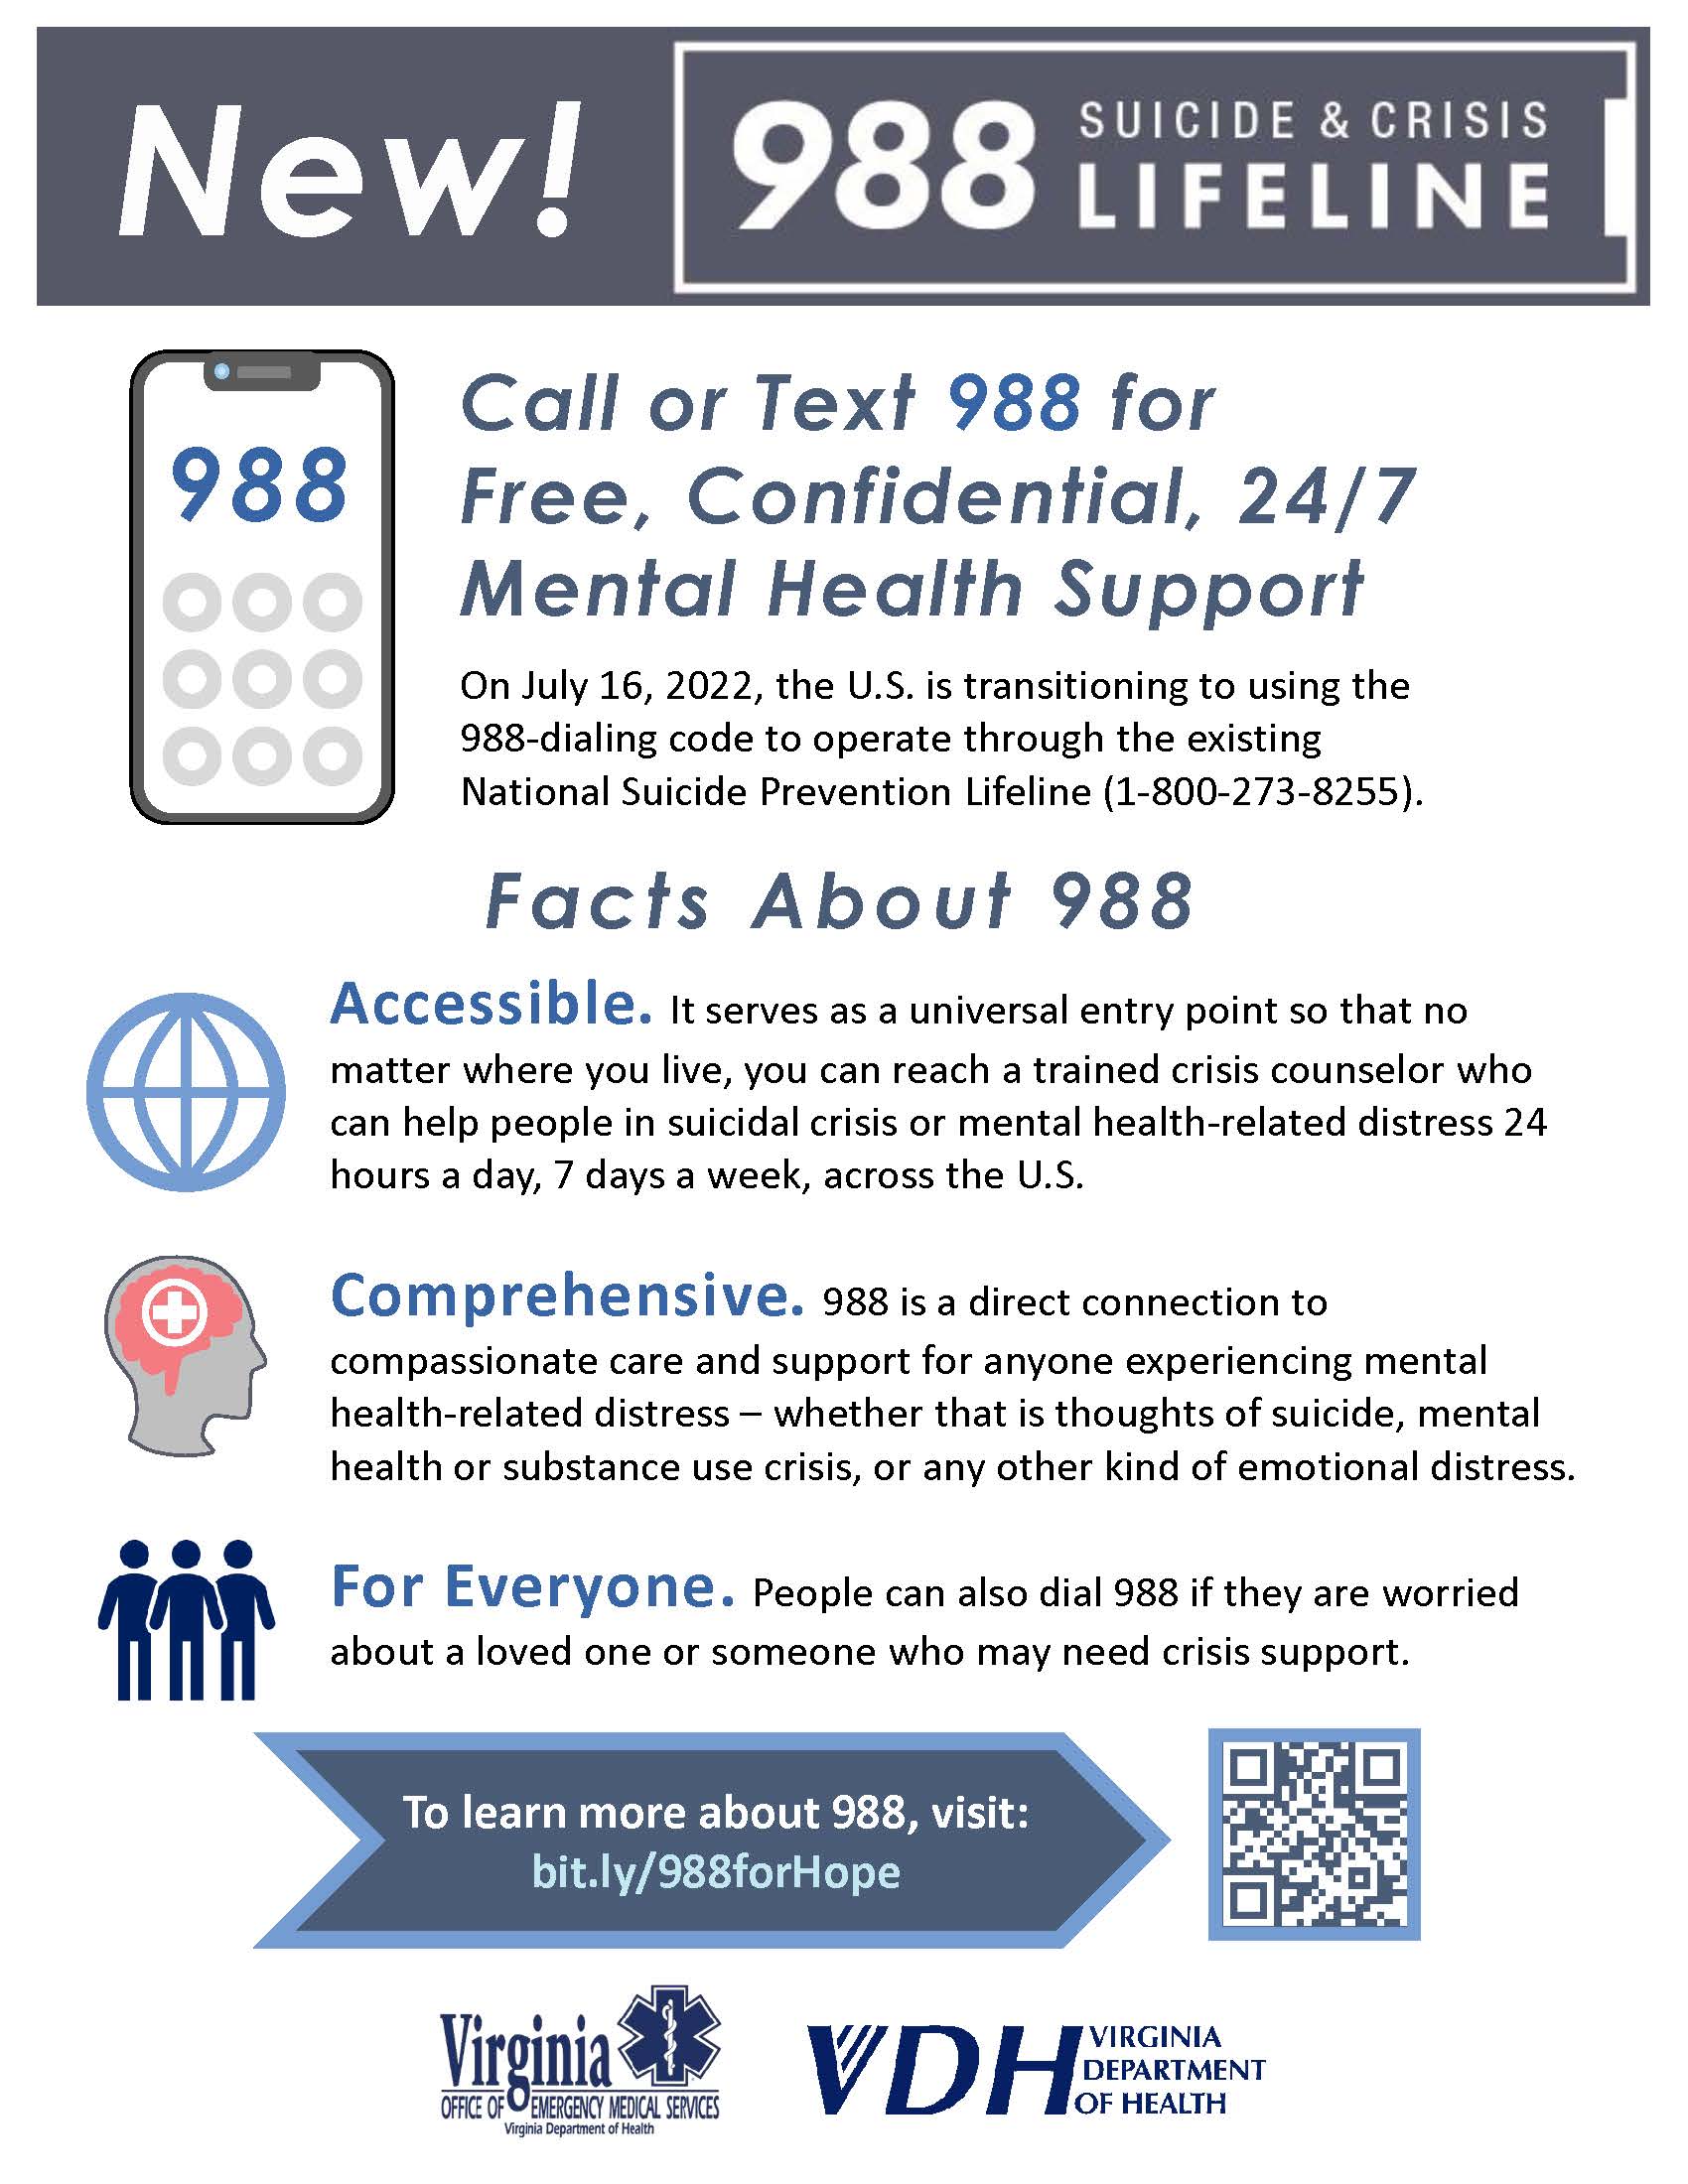 New!
988 SUICIDE & CRISIS
LIFELINE
988
Call or Text 988 for
Free, Confidential, 24/7
Mental Health Support
On July 16, 2022, the U.S. is transitioning to using the
988-dialing code to operate through the existing
National Suicide Prevention Lifeline (1-800-273-8255).
Facts About 988
Accessible. It serves as a universal entry point so that no
matter where you live, you can reach a trained crisis counselor who
can help people in suicidal crisis or mental health-related distress 24
hours a day, 7 days a week, across the U.S.
Comprehensive. 988 is a direct connection to
compassionate care and support for anyone experiencing mental
health-related distress – whether that is thoughts of suicide, mental
health or substance use crisis, or any other kind of emotional distress.
For Everyone. People can also dial 988 if they are worried
about a loved one or someone who may need crisis support.
To learn more about 988, visit:
bit.ly/988forHope
Virginia
OFFICE OF EMERGENCY MEDICAL SERVICES
Virginia Department of Health
VDH VIRGINIA
DEPARTMENT
OF HEALTH